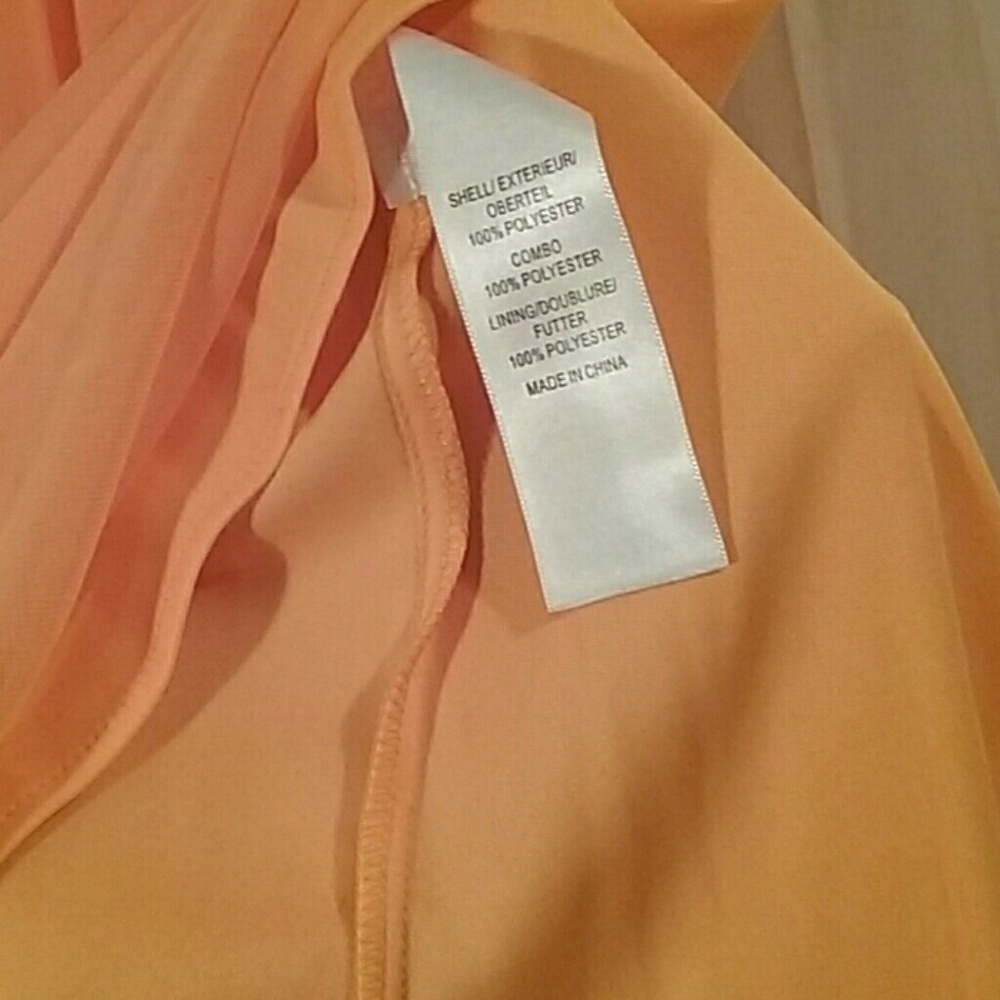 SHELL/ EXTERIEUR/
OBERTEIL
100% POLYESTER
COMBO
100% POLYESTER
LINING/DOUBLURE/
FUTTER
100% POLYESTER
MADE IN CHINA